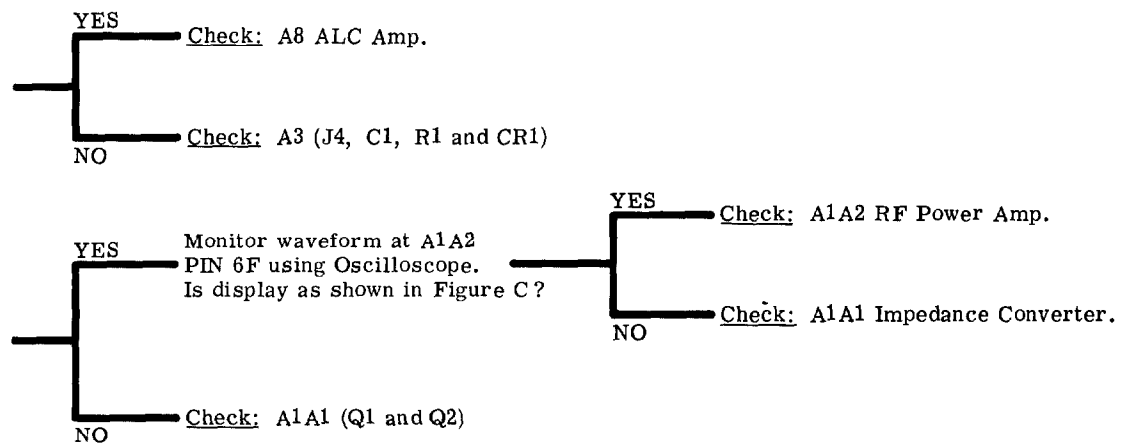 YES
Check: A8 ALC Amp.
Check: A3 (J4, C1, R1 and CR1)
NO
YES
Monitor waveform at A1A2
PIN 6F using Oscilloscope.
Is display as shown in Figure C?
YES
Check: A1A2 RF Power Amp.
Check: A1A1 Impedance Converter.
NO
Check: A1A1 (Q1 and Q2)
NO